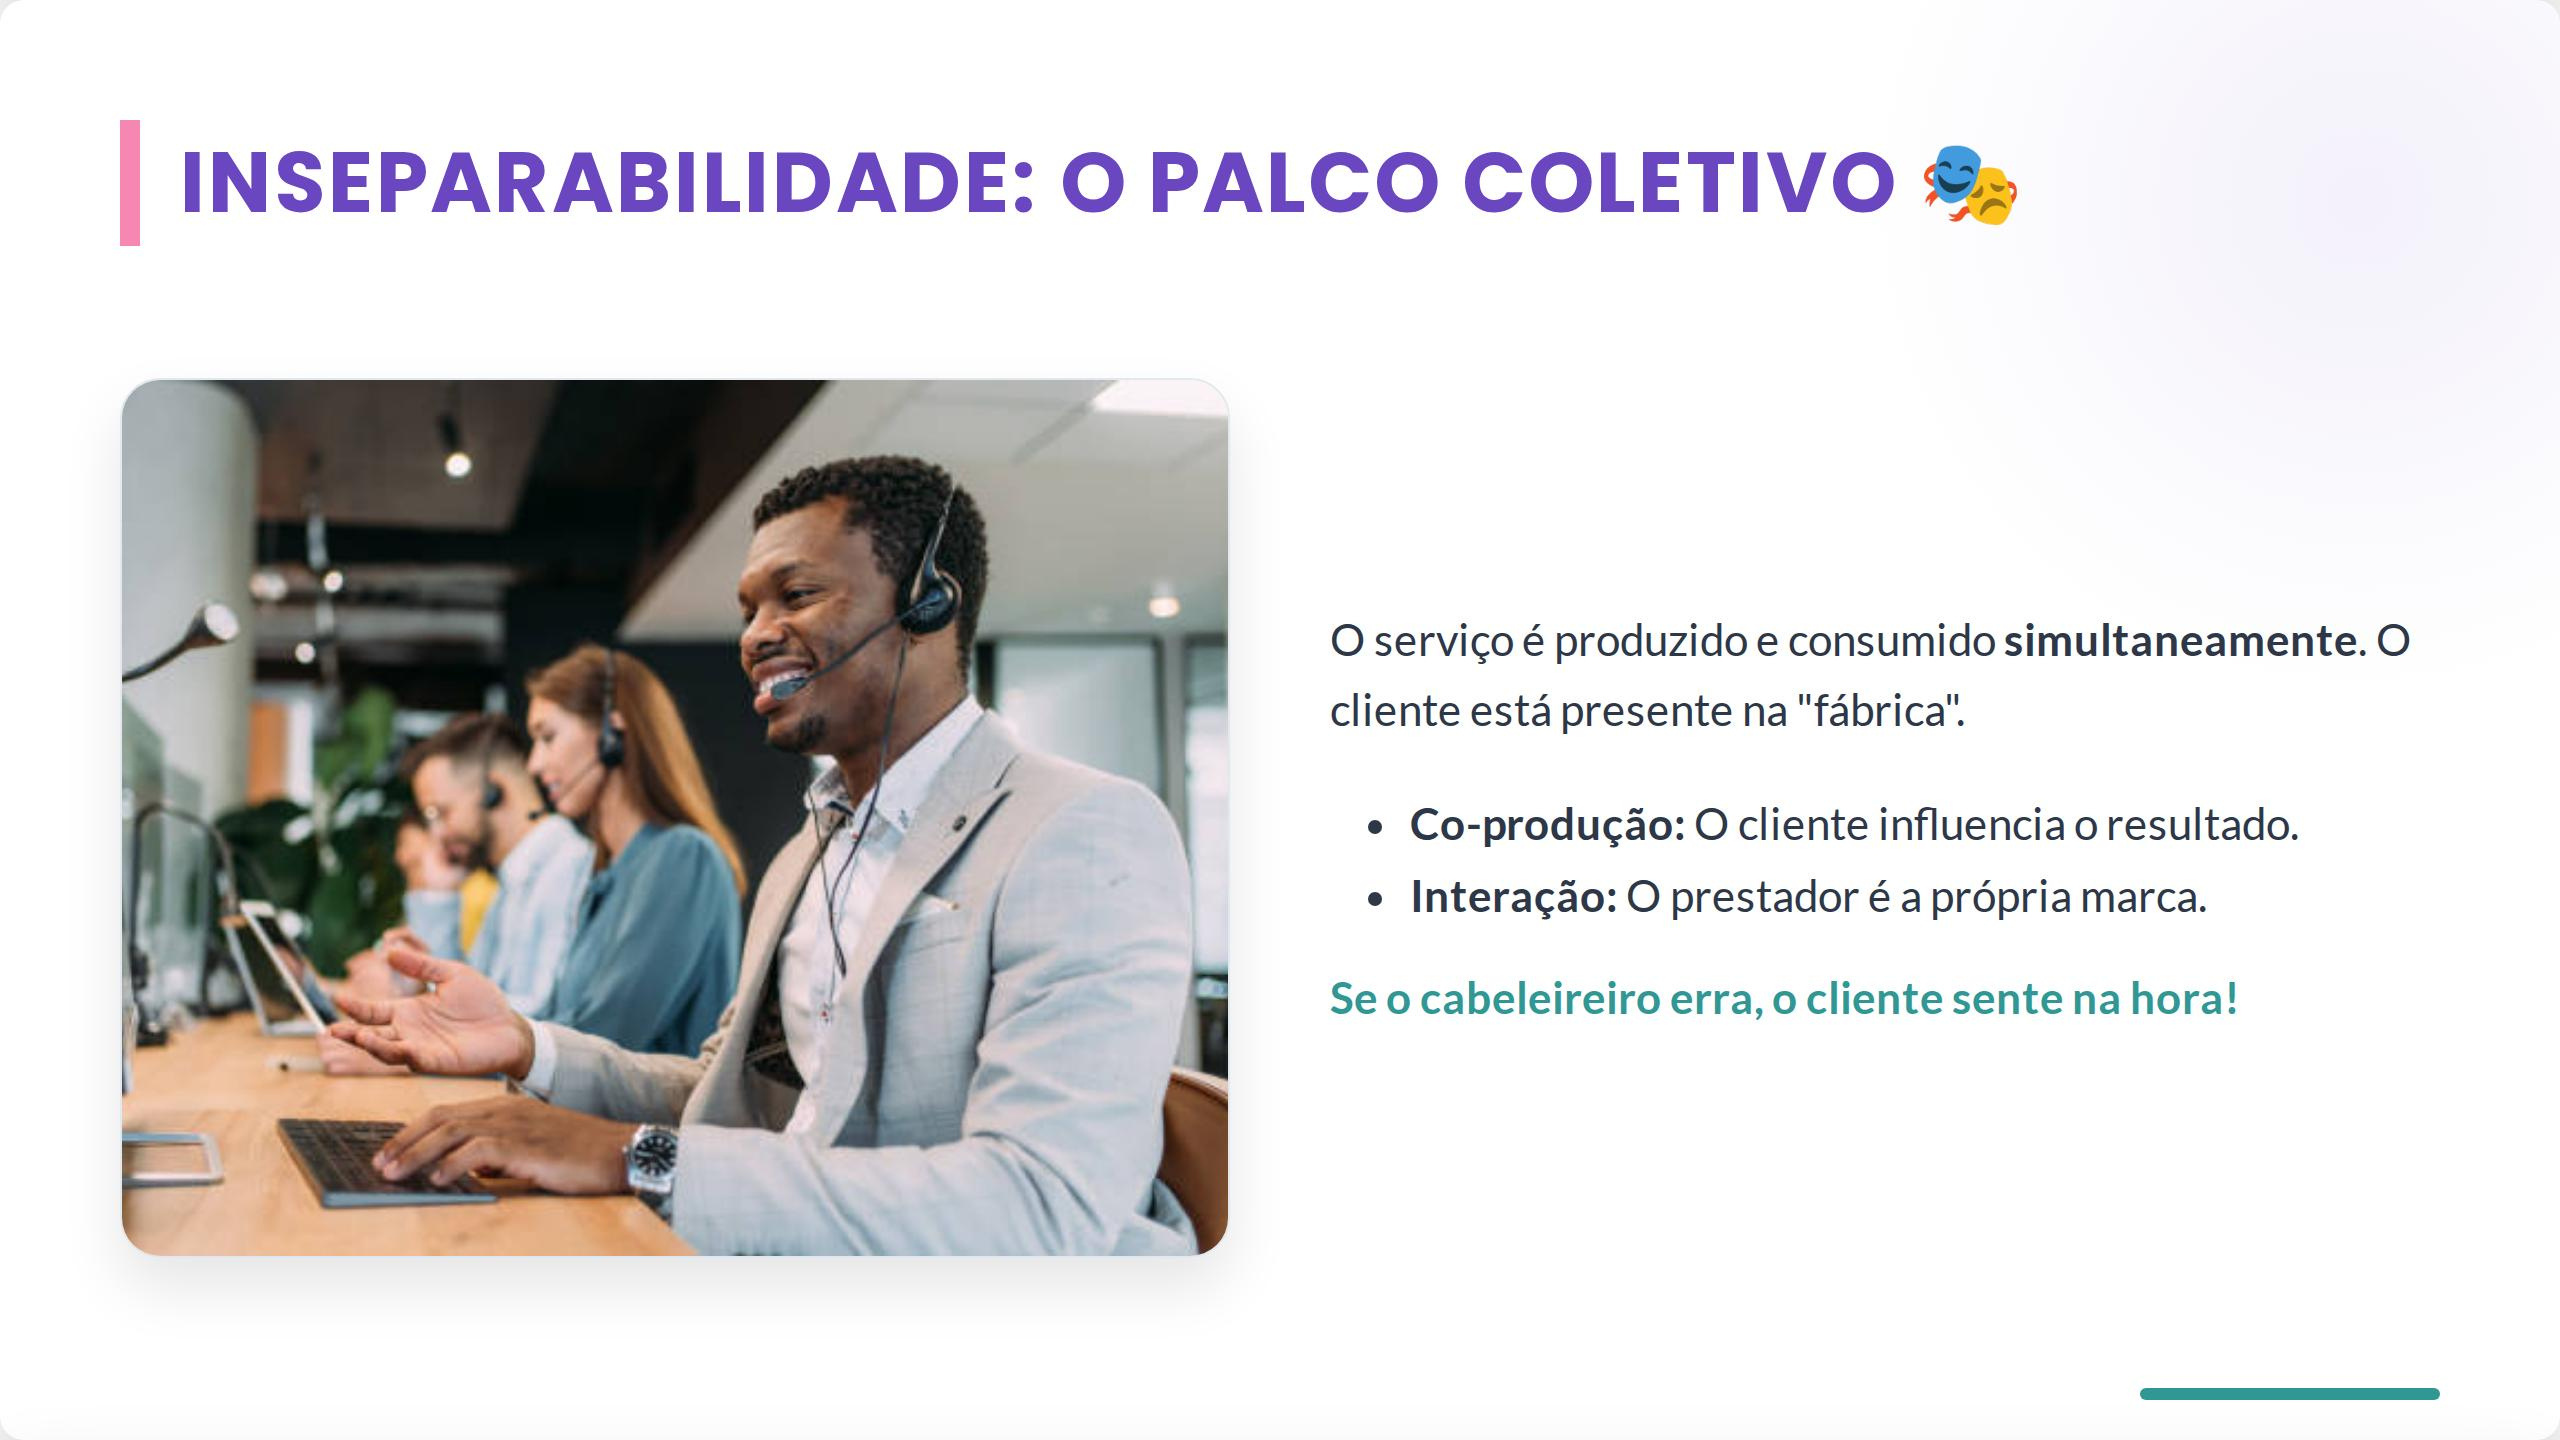 INSEPARABILIDADE: O PALCO COLETIVO 🎭
O serviço é produzido e consumido simultaneamente. O
cliente está presente na "fábrica".
• Co-produção: O cliente influencia o resultado.
• Interação: O prestador é a própria marca.
Se o cabeleireiro erra, o cliente sente na hora!